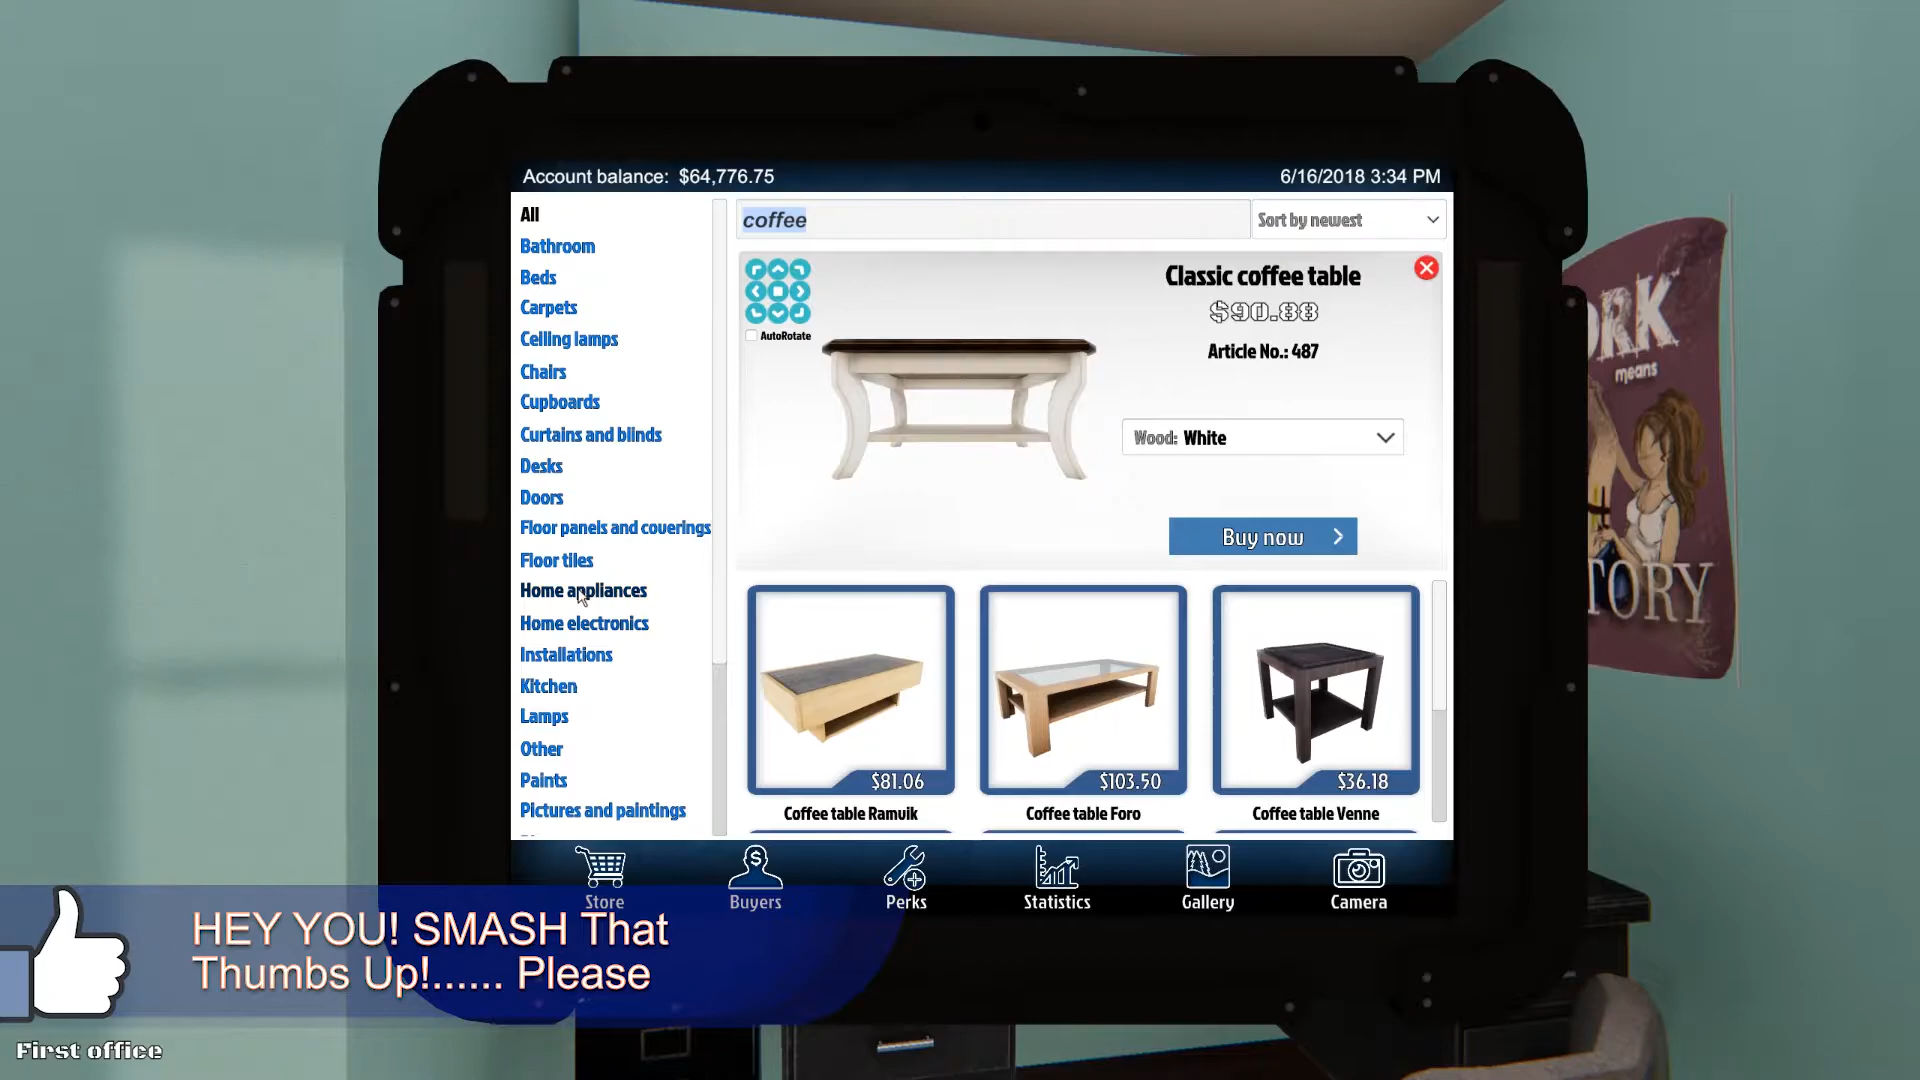 Account balance: $64,776.75
6/16/2018 3:34 PM
All
Bathroom
Beds
Carpets
Ceiling lamps
Chairs
Cupboards
Curtains and blinds
Desks
Doors
Floor panels and coverings
Floor tiles
Home appliances
Home electronics
Installations
Kitchen
Lamps
Other
Paints
Pictures and paintings
coffee
Sort by newest
AutoRotate
Classic coffee table
$90.88
Article No.: 487
Wood: White
Buy now
$81.06
$103.50
$36.18
Coffee table Ramvik
Coffee table Foro
Coffee table Venne
Store
Buyers
Perks
Statistics
Gallery
Camera
HEY YOU! SMASH That
Thumbs Up!...... Please
First office
ORK
means
TORY